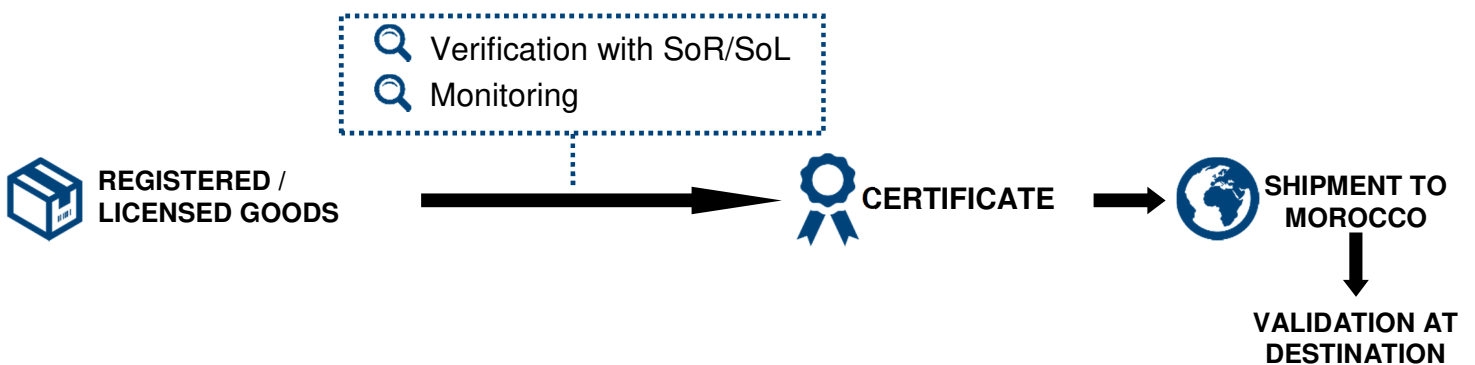 Verification with SoR/SoL
Monitoring
REGISTERED /
LICENSED GOODS
CERTIFICATE
SHIPMENT TO
MOROCCO
VALIDATION AT
DESTINATION